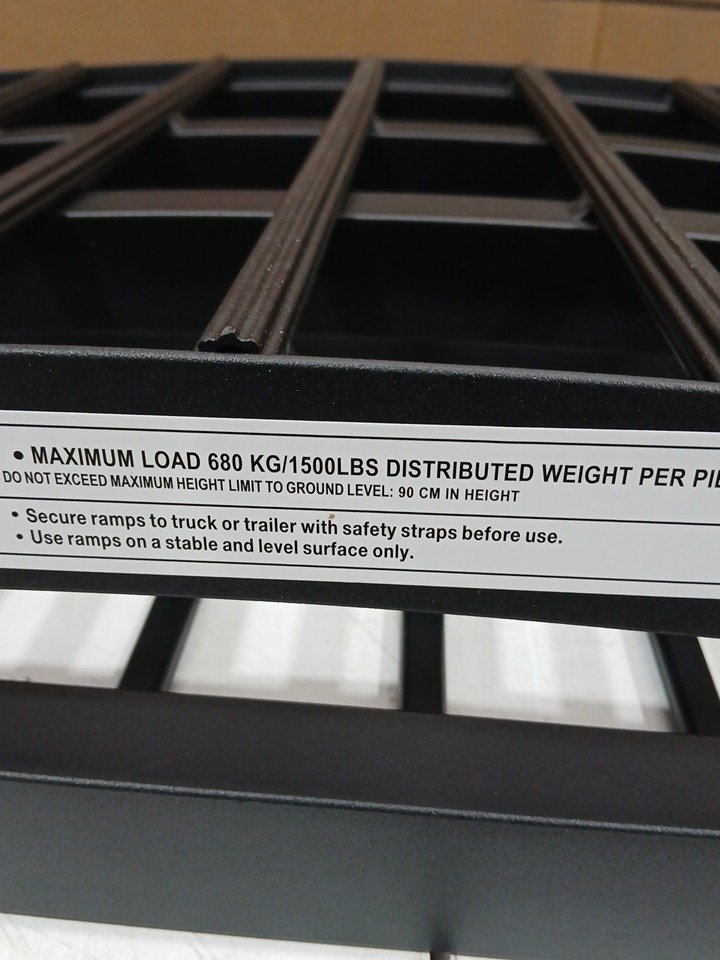 • MAXIMUM LOAD 680 KG/1500LBS DISTRIBUTED WEIGHT PER
DO NOT EXCEED MAXIMUM HEIGHT LIMIT TO GROUND LEVEL: 90 CM IN HEIGHT
• Secure ramps to truck or trailer with safety straps before use.
• Use ramps on a stable and level surface only.